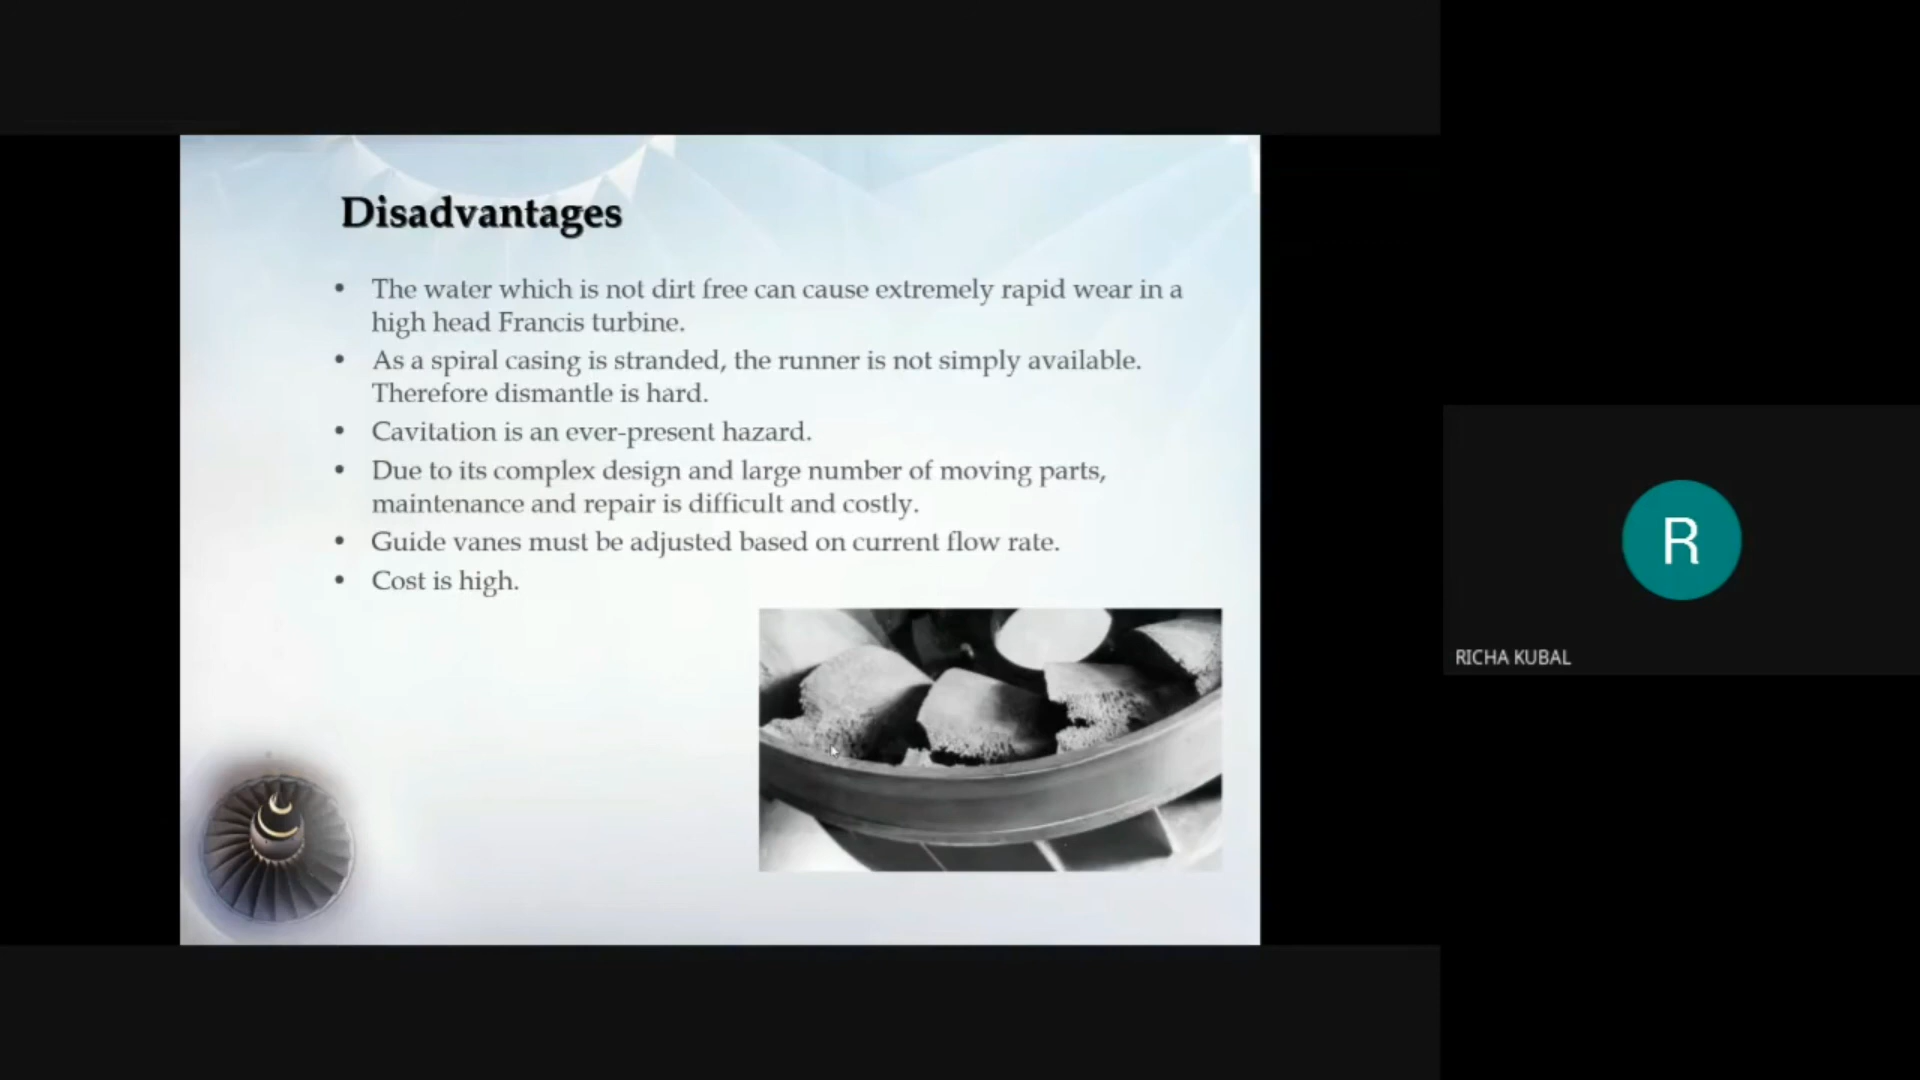 Disadvantages
• The water which is not dirt free can cause extremely rapid wear in a
high head Francis turbine.
• As a spiral casing is stranded, the runner is not simply available.
Therefore dismantle is hard.
• Cavitation is an ever-present hazard.
• Due to its complex design and large number of moving parts,
maintenance and repair is difficult and costly.
• Guide vanes must be adjusted based on current flow rate.
• Cost is high.
R
RICHA KUBAL